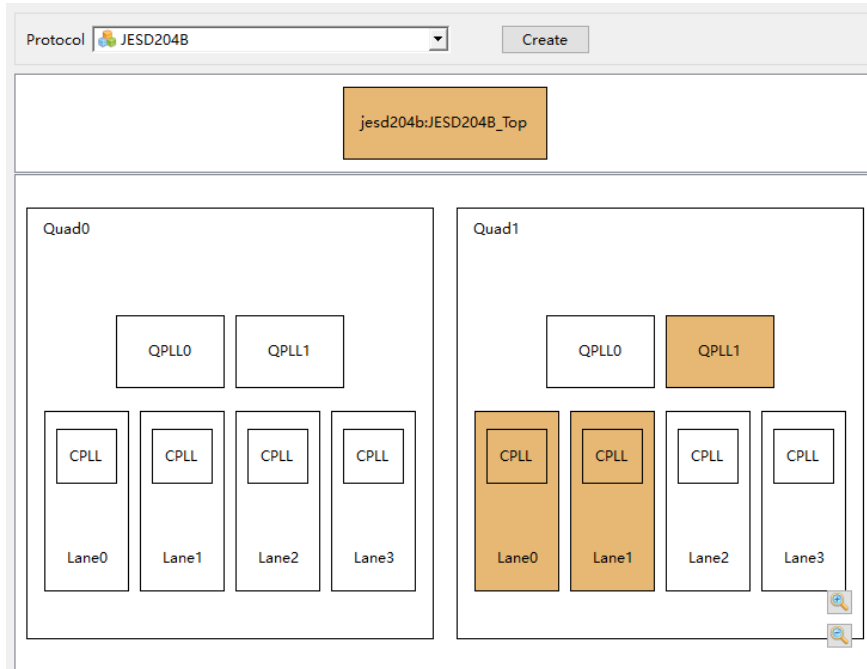 Protocol JESD204B Create
jesd204b:JESD204B_Top
Quad0 Quad1
QPLL0 QPLL1 QPLL0 QPLL1
CPLL CPLL CPLL CPLL CPLL CPLL CPLL CPLL
Lane0 Lane1 Lane2 Lane3 Lane0 Lane1 Lane2 Lane3